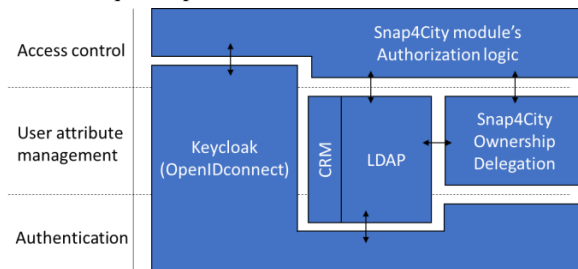 Access control
Snap4City module's
Authorization logic
User attribute
management
Keycloak
(OpenIDconnect)
CRM
LDAP
Snap4City
Ownership
Delegation
Authentication